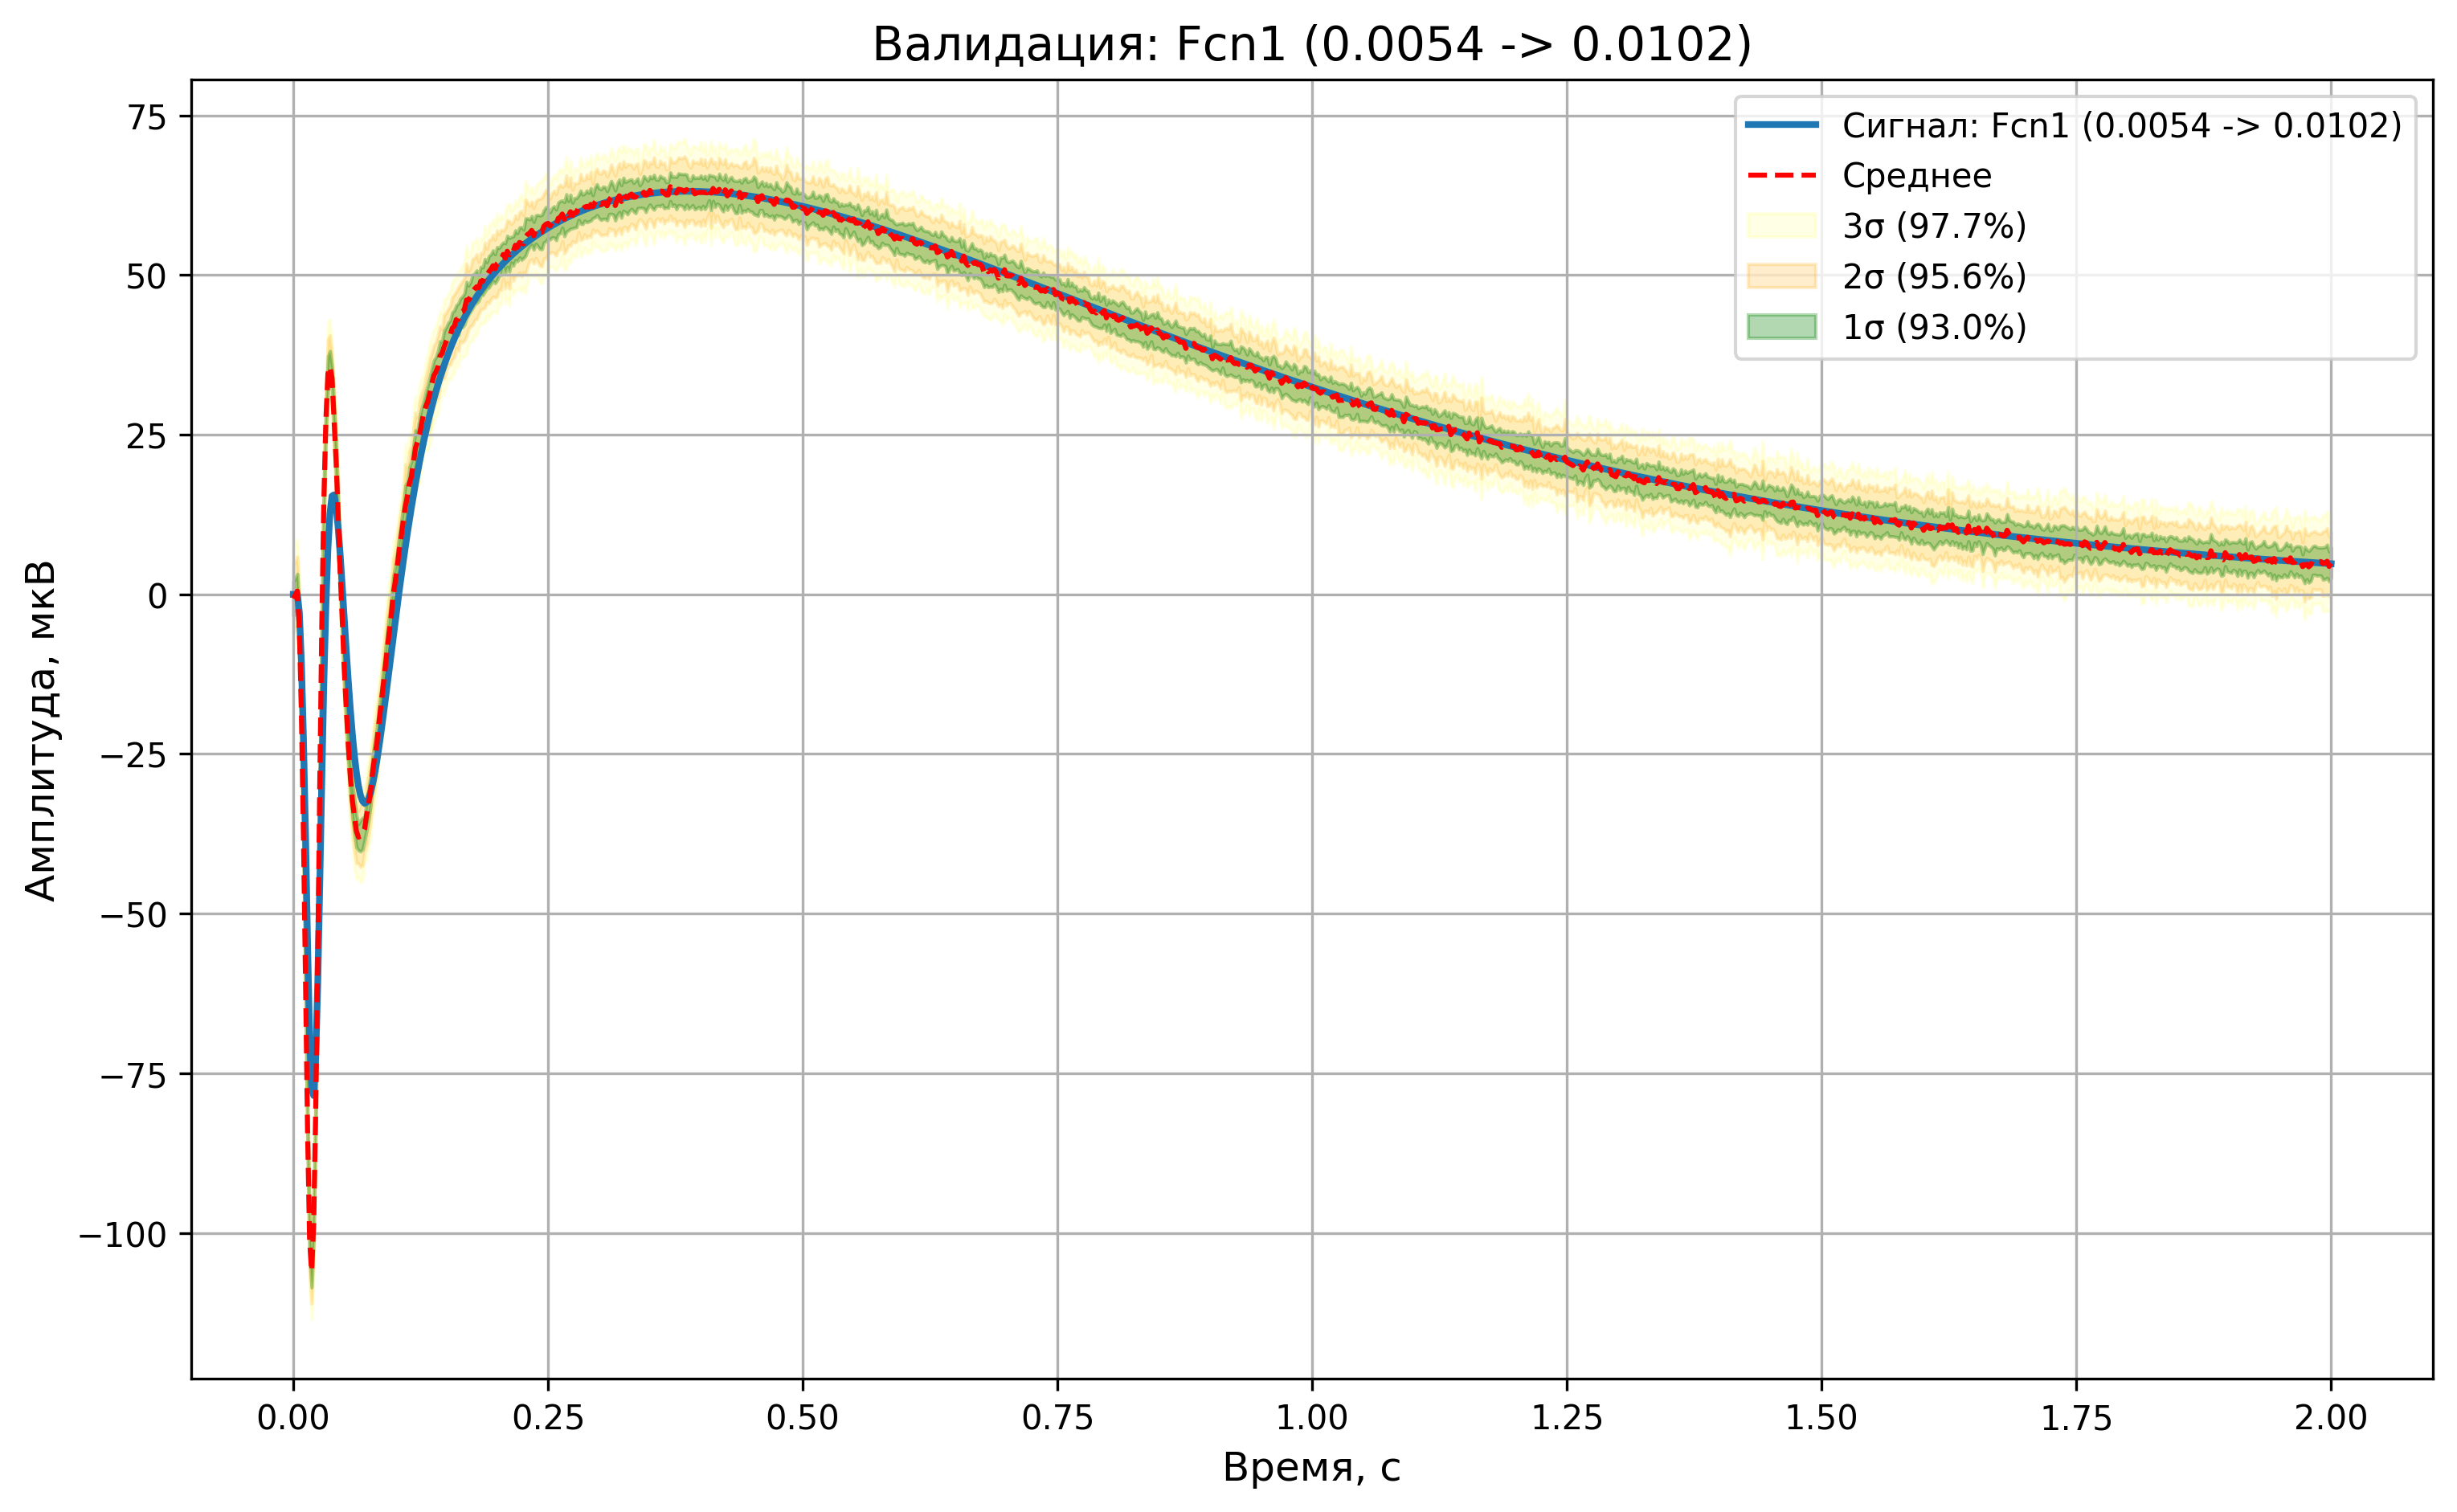 Валидация: Fcn1 (0.0054 -> 0.0102)
Сигнал: Fcn1 (0.0054 -> 0.0102)
Среднее
3σ (97.7%)
2σ (95.6%)
1σ (93.0%)
Амплитуда, мкВ
75
50
25
0
−25
−50
−75
−100
0.00 0.25 0.50 0.75 1.00 1.25 1.50 1.75 2.00
Время, с